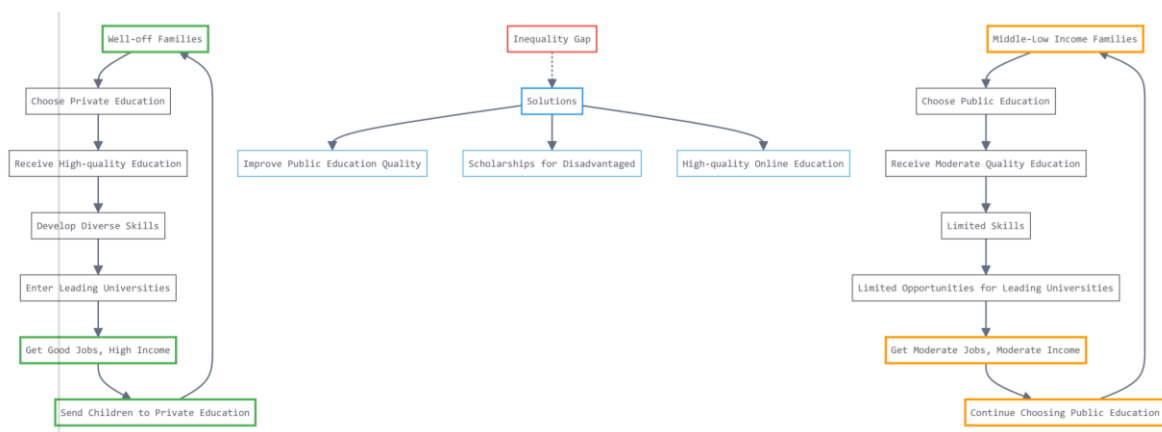 Well-off Families
Choose Private Education
Receive High-quality Education
Develop Diverse Skills
Enter Leading Universities
Get Good Jobs, High Income
Send Children to Private Education
Inequality Gap
Solutions
Improve Public Education Quality
Scholarships for Disadvantaged
High-quality Online Education
Middle-Low Income Families
Choose Public Education
Receive Moderate Quality Education
Limited Skills
Limited Opportunities for Leading Universities
Get Moderate Jobs, Moderate Income
Continue Choosing Public Education